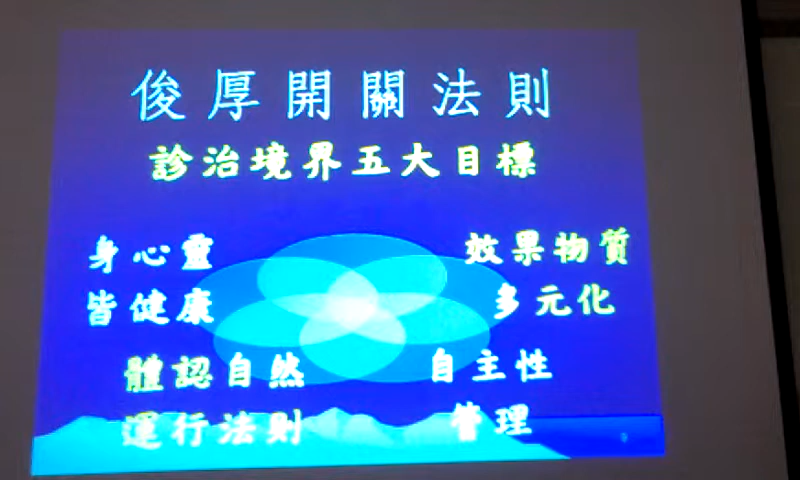 俊厚開關法則
診治境界五大目標
身心靈
皆健康
效果物質
多元化
體認自然
運行法則
自主性
管理